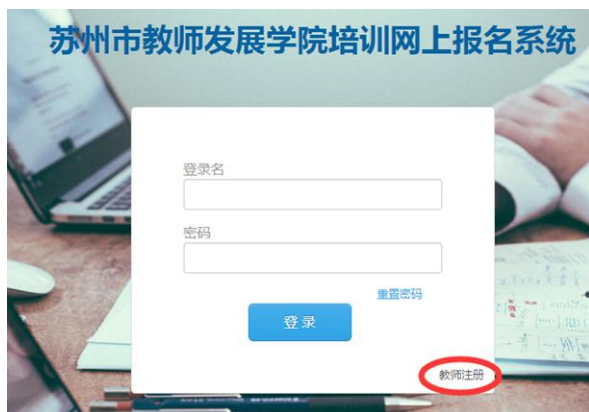 苏州市教师发展学院培训网上报名系统
登录名
密码
重置密码
登录
教师注册